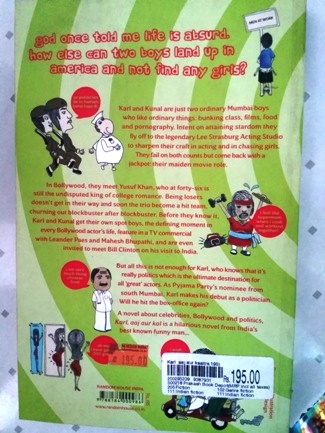 MEN AT WORK
god once told me life is absurd.
how else can two boys land up in
america and not find any girls?
Karl and Kunal are just two ordinary Mumbai boys
who like ordinary things, bunking class, films, food
and pornography. Intent on attaining stardom they
fly off to the legendary Lee Strasburg Acting Studio
to sharpen their craft in acting and in chasing girls.
They fail on both counts but come back with a
jackpot: their maiden movie role.
In Bollywood, they meet Yusuf Khan, who at forty-six is
still the undisputed king of college romance. Being losers
doesn't get in their way and soon the trio become a hit team,
churning out blockbuster after blockbuster. Before they know it,
Karl and Kunal get their own spot boys, the defining moment in
every Bollywood actor's life, feature in a TV commercial
with Leander Paes and Mahesh Bhupathi, and are even
invited to meet Bill Clinton on his visit to India.
But all this is not enough for Karl, who knows that it's
really politics which is the ultimate destination for
all 'great' actors. As Pyjama Party's nominee from
south Mumbai, Karl makes his debut as a politician.
Will he hit the box-office again?
A novel about celebrities, Bollywood and politics,
Karl, aaj aur kal is a hilarious novel from India's
best known funny man...
195.00
Rs. 195.00
RANDOM HOUSE INDIA